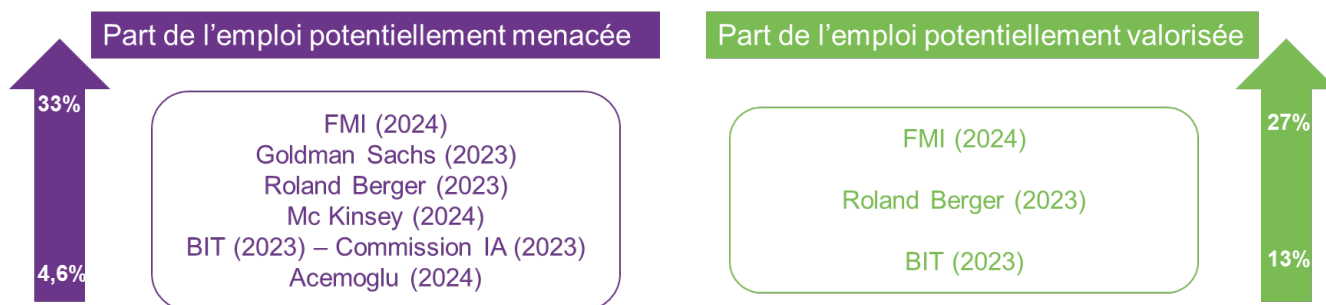 Part de l’emploi potentiellement menacée
33%
FMI (2024)
Goldman Sachs (2023)
Roland Berger (2023)
Mc Kinsey (2024)
BIT (2023) – Commission IA (2023)
Acemoglu (2024)
4,6%
Part de l’emploi potentiellement valorisée
27%
FMI (2024)
Roland Berger (2023)
BIT (2023)
13%